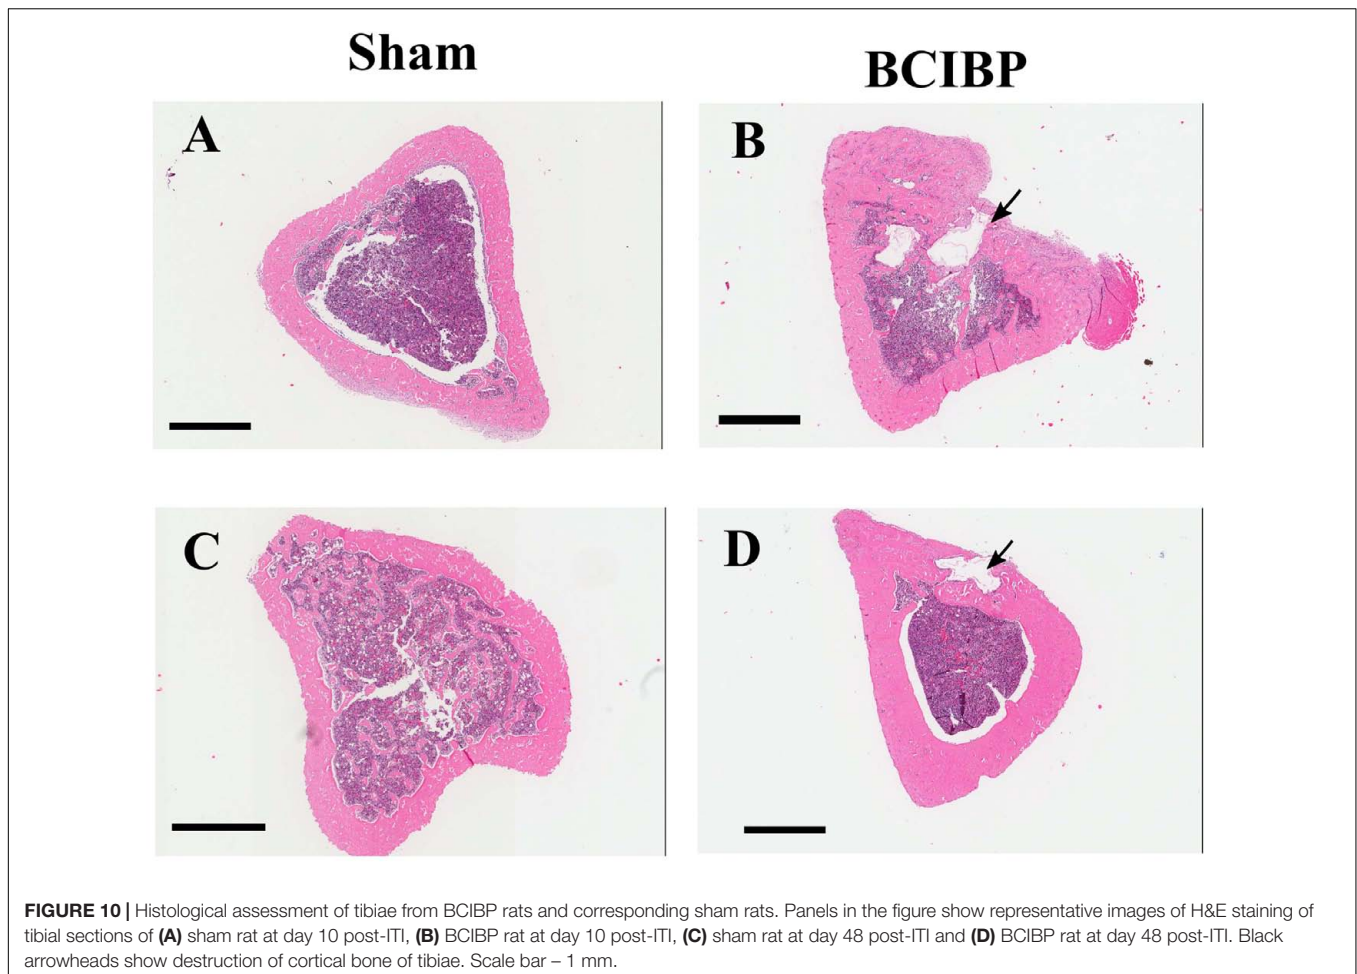 Sham
BCIBP
A
B
C
D
FIGURE 10 | Histological assessment of tibiae from BCIBP rats and corresponding sham rats. Panels in the figure show representative images of H&E staining of
tibial sections of (A) sham rat at day 10 post-ITI, (B) BCIBP rat at day 10 post-ITI, (C) sham rat at day 48 post-ITI and (D) BCIBP rat at day 48 post-ITI. Black
arrowheads show destruction of cortical bone of tibiae. Scale bar – 1 mm.